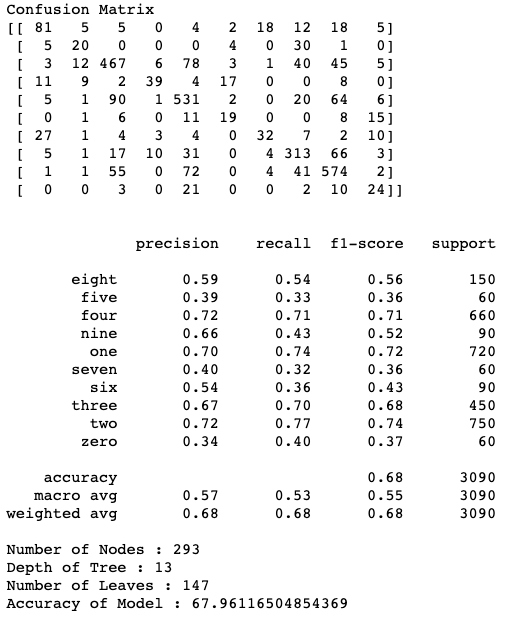 Confusion Matrix
[[ 81 5 5 0 4 2 18 12 18 5]
[ 5 20 0 0 0 4 0 30 1 0]
[ 3 12 467 6 78 3 1 40 45 5]
[ 11 9 2 39 4 17 0 0 8 0]
[ 5 1 90 1 531 2 0 20 64 6]
[ 0 1 6 0 11 19 0 0 8 15]
[ 27 1 4 3 4 0 32 7 2 10]
[ 5 1 17 10 31 0 4 313 66 3]
[ 1 1 55 0 72 0 4 41 574 2]
[ 0 0 3 0 21 0 0 2 10 24]]
precision recall f1-score support
eight 0.59 0.54 0.56 150
five 0.39 0.33 0.36 60
four 0.72 0.71 0.71 660
nine 0.66 0.43 0.52 90
one 0.70 0.74 0.72 720
seven 0.40 0.32 0.36 60
six 0.54 0.36 0.43 90
three 0.67 0.70 0.68 450
two 0.72 0.77 0.74 750
zero 0.34 0.40 0.37 60
accuracy 0.68 3090
macro avg 0.57 0.53 0.55 3090
weighted avg 0.68 0.68 0.68 3090
Number of Nodes : 293
Depth of Tree : 13
Number of Leaves : 147
Accuracy of Model : 67.96116504854369